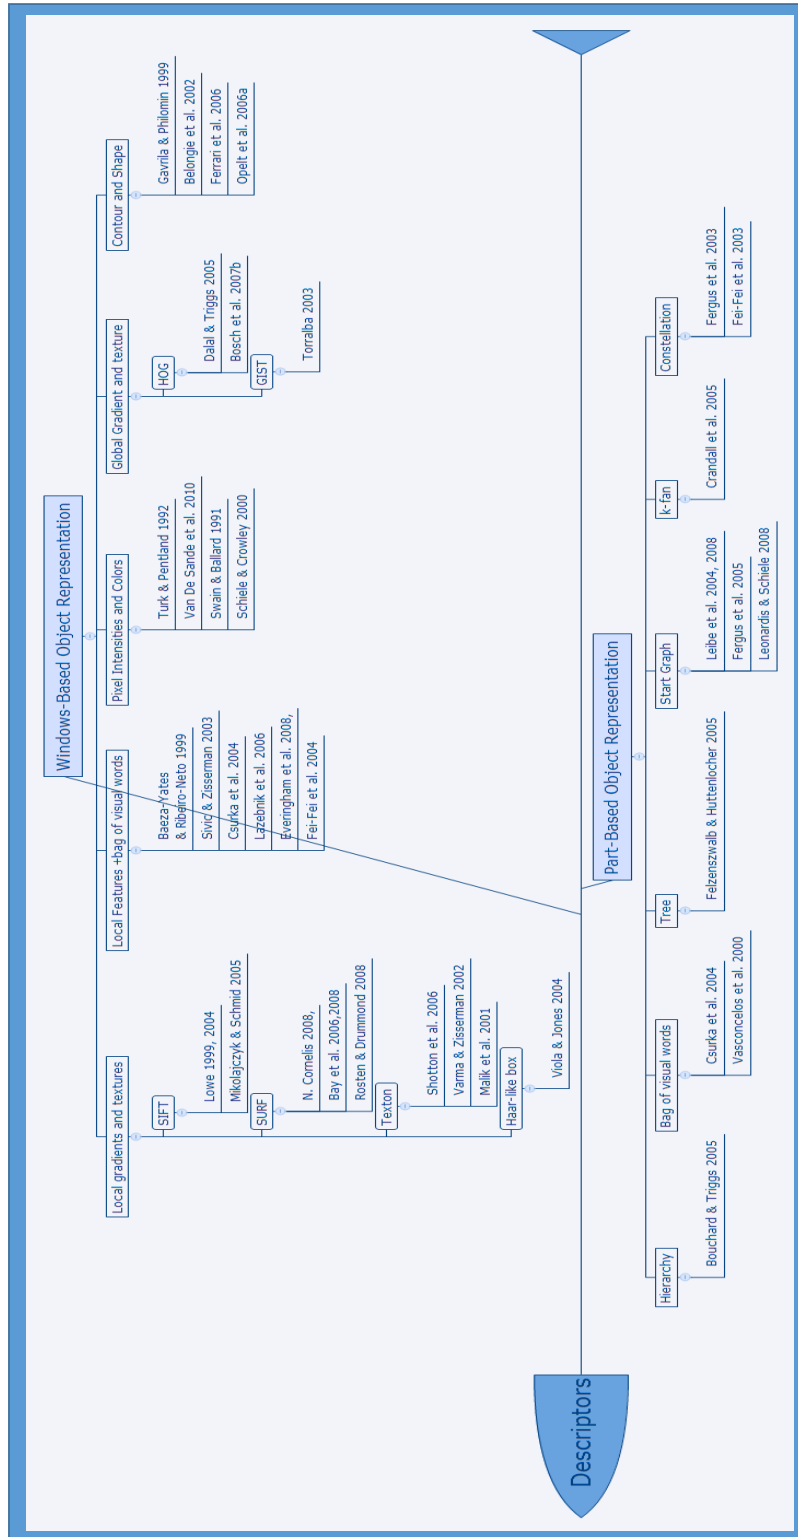 Descriptors
Windows-Based Object Representation
Local gradients and textures
SIFT
Lowe 1999, 2004
Mikolajczyk & Schmid 2005
SURF
N. Cornelis 2008,
Bay et al. 2006,2008
Rosten & Drummond 2008
Texton
Shotton et al. 2006
Varma & Zisserman 2002
Malik et al. 2001
Haar-like box
Viola & Jones 2004
Local Features +bag of visual words
Baeza-Yates
& Ribeiro-Neto 1999
Sivic & Zisserman 2003
Csurka et al. 2004
Lazebnik et al. 2006
Everingham et al. 2008,
Fei-Fei et al. 2004
Pixel Intensities and Colors
Turk & Pentland 1992
Van De Sande et al. 2010
Swain & Ballard 1991
Schiele & Crowley 2000
Global Gradient and texture
HOG
Dalal & Triggs 2005
Bosch et al. 2007b
GIST
Torralba 2003
Contour and Shape
Gavrila & Philomin 1999
Belongie et al. 2002
Ferrari et al. 2006
Opelt et al. 2006a
Part-Based Object Representation
Hierarchy
Bouchard & Triggs 2005
Bag of visual words
Csurka et al. 2004
Vasconcelos et al. 2000
Tree
Felzenszwalb & Huttenlocher 2005
Start Graph
Leibe et al. 2004, 2008
Fergus et al. 2005
Leonardis & Schiele 2008
k-fan
Crandall et al. 2005
Constellation
Fergus et al. 2003
Fei-Fei et al. 2003